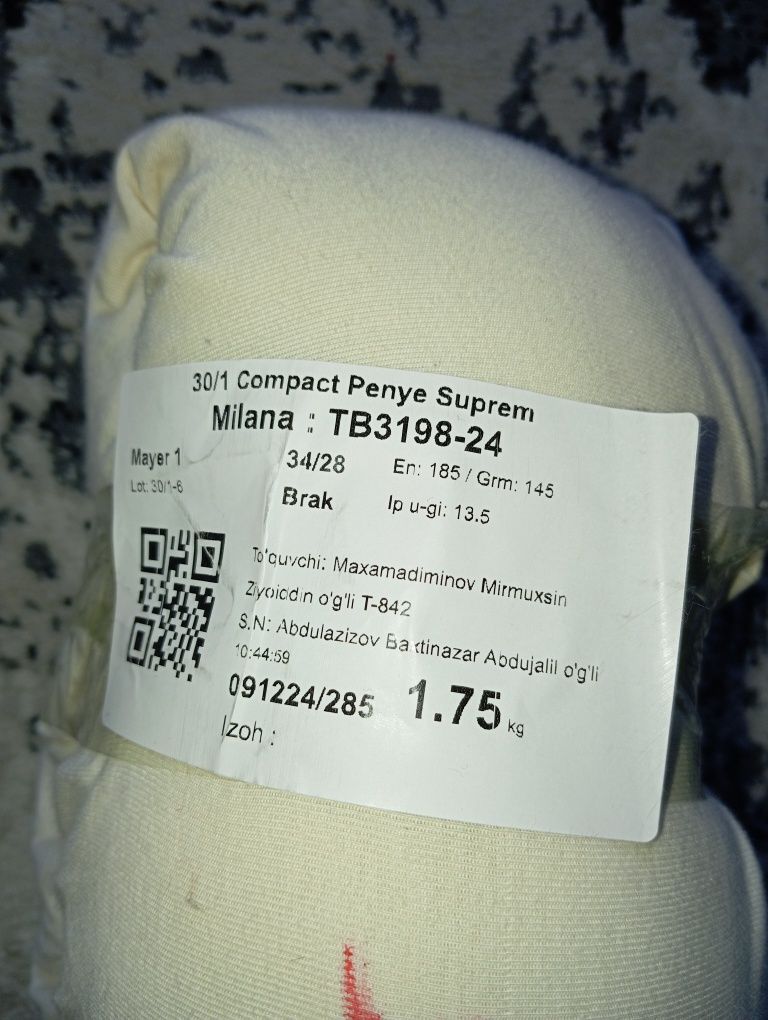 30/1 Compact Penye Suprem
Milana : TB3198-24
Mayer 1 34/28 En: 185 / Grm: 145
Lot: 30/1-6 Brak Ip u-gi: 13.5
To'quvchi: Maxamadiminov Mirmuxsin
Ziyoiddin o'g'li T-842
S.N: Abdulazizov Baxtinazar Abdujalil o'g'li
10:44:59
091224/285 1.75 kg
Izoh :